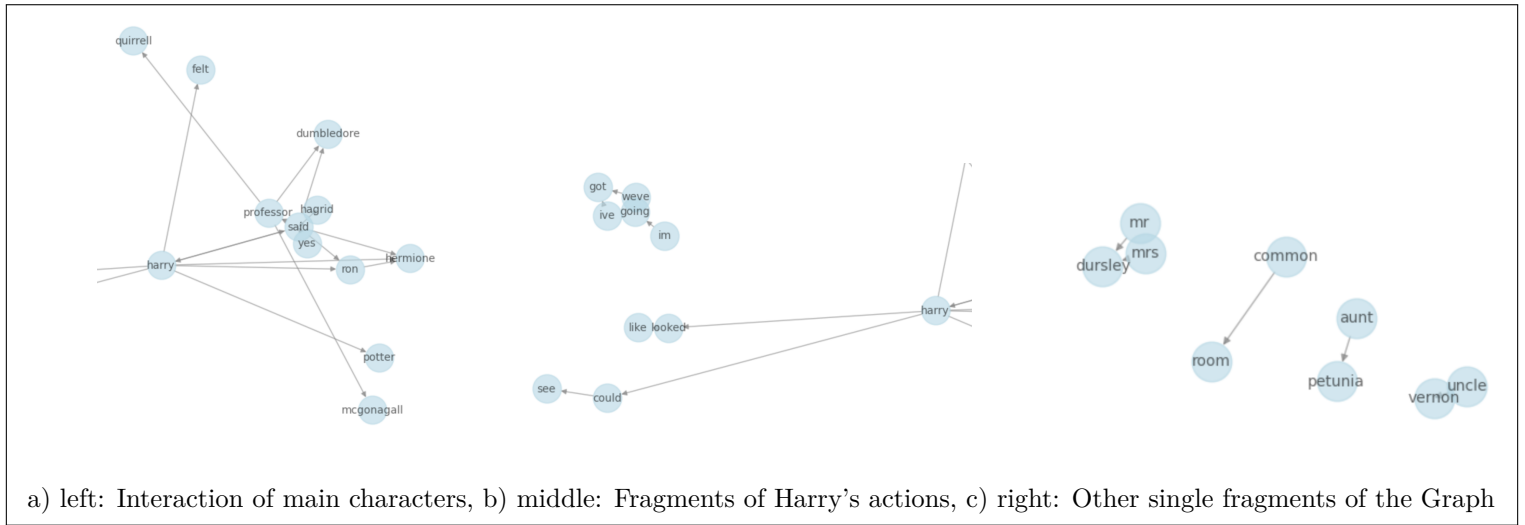 quirrell
felt
dumbledore
professor
hagrid
said
yes
harry
ron
hermione
potter
mcgonagall
got
weve
ive
going
im
harry
like
looked
see
could
mr
mrs
dursley
common
room
aunt
petunia
uncle
vernon
a) left: Interaction of main characters, b) middle: Fragments of Harry's actions, c) right: Other single fragments of the Graph